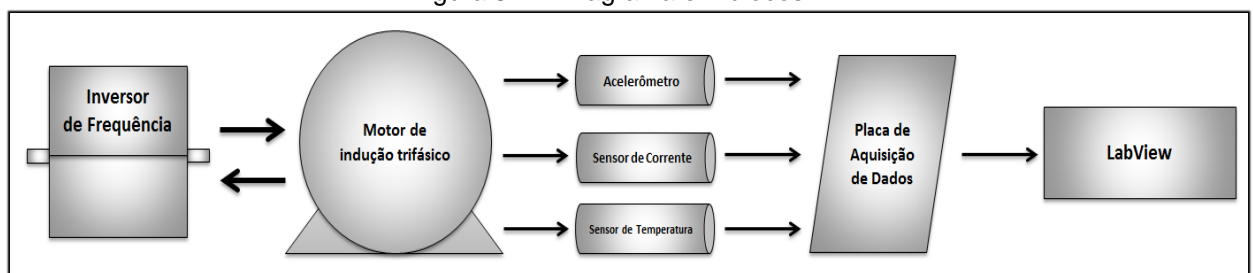 Inversor
de Frequência
Motor de
indução trifásico
Acelerômetro
Sensor de Corrente
Sensor de Temperatura
Placa de
Aquisição
de Dados
LabView